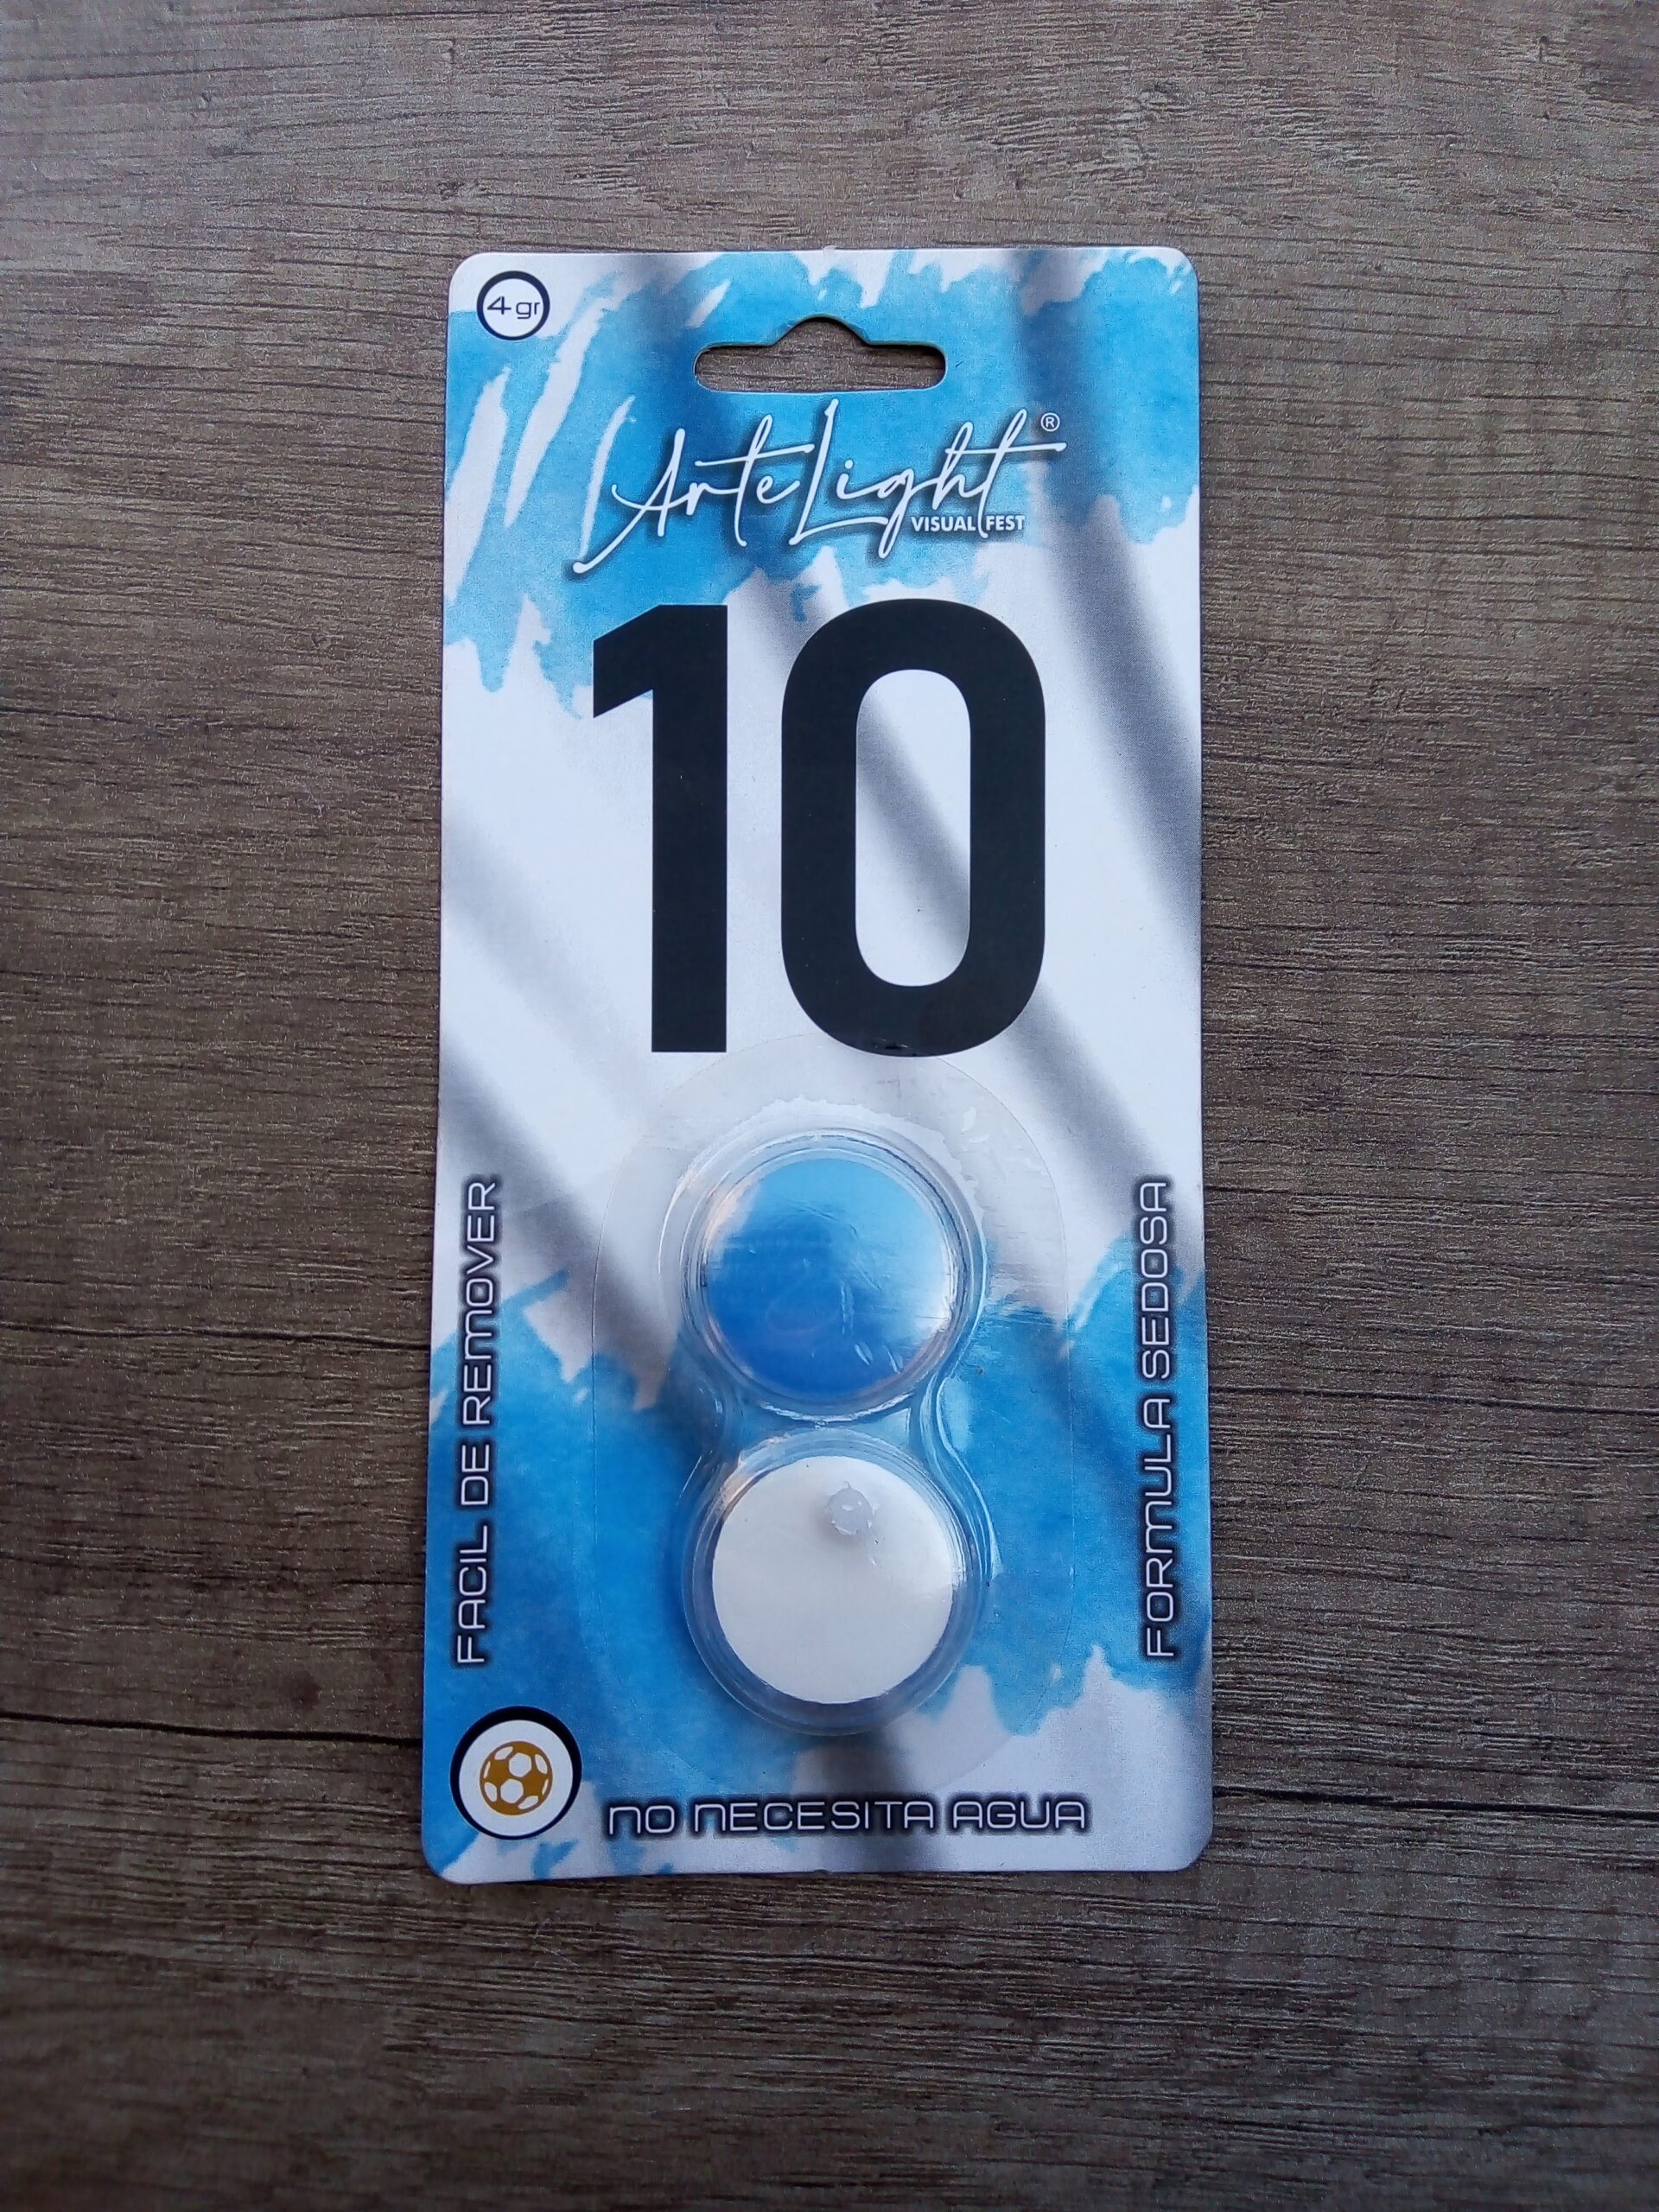 4 gr
ArteLight®
VISUAL FEST
10
FACIL DE REMOVER
FORMULA SEDOSA
NO NECESITA AGUA